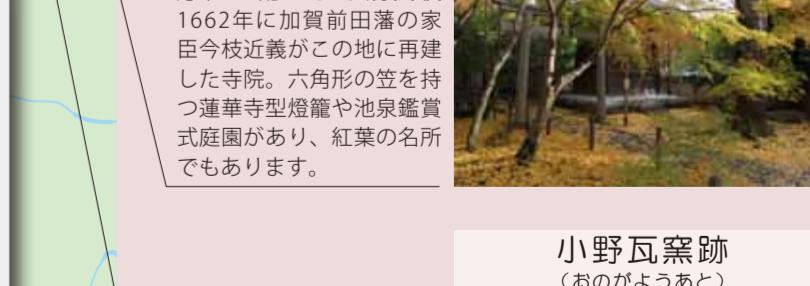 1662年に加賀前田藩の家
臣今枝近義がこの地に再建
した寺院。六角形の笠を持
つ蓮華寺型燈籠や池泉鑑賞
式庭園があり、紅葉の名所
でもあります。
小野瓦窯跡
（おのがようあと）